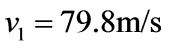 v₁ = 79.8m/s